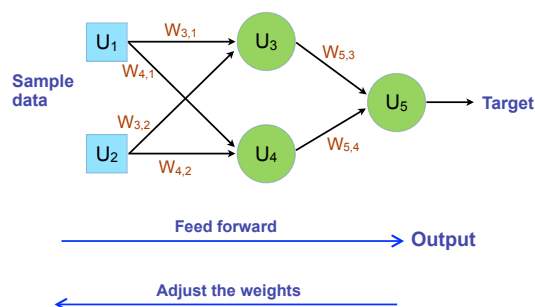 U1
W3,1
U3
W5,3
Sample
data
W4,1
U5
Target
W3,2
U2
W4,2
U4
W5,4
Feed forward
Output
Adjust the weights